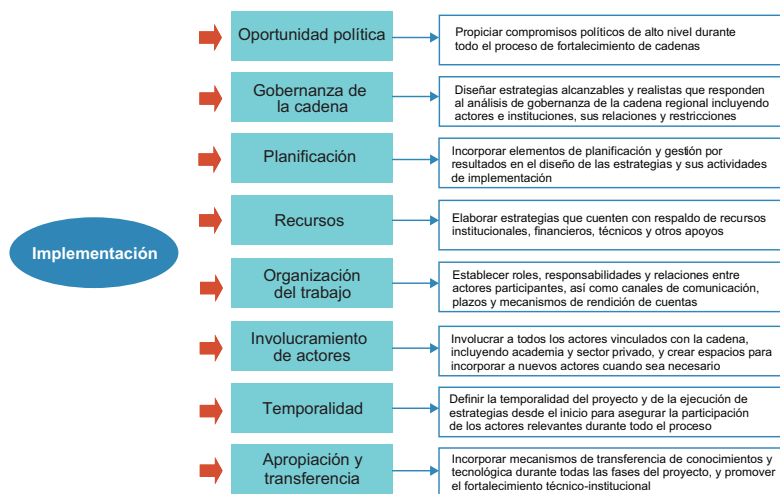 Implementación
Oportunidad política
Propiciar compromisos políticos de alto nivel durante
todo el proceso de fortalecimiento de cadenas
Gobernanza de
la cadena
Diseñar estrategias alcanzables y realistas que responden
al análisis de gobernanza de la cadena regional incluyendo
actores e instituciones, sus relaciones y restricciones
Planificación
Incorporar elementos de planificación y gestión por
resultados en el diseño de las estrategias y sus actividades
de implementación
Recursos
Elaborar estrategias que cuenten con respaldo de recursos
institucionales, financieros, técnicos y otros apoyos
Organización
del trabajo
Establecer roles, responsabilidades y relaciones entre
actores participantes, así como canales de comunicación,
plazos y mecanismos de rendición de cuentas
Involucramiento
de actores
Involucrar a todos los actores vinculados con la cadena,
incluyendo academia y sector privado, y crear espacios para
incorporar a nuevos actores cuando sea necesario
Temporalidad
Definir la temporalidad del proyecto y de la ejecución de
estrategias desde el inicio para asegurar la participación
de los actores relevantes durante todo el proceso
Apropiación y
transferencia
Incorporar mecanismos de transferencia de conocimientos y
tecnológica durante todas las fases del proyecto, y promover
el fortalecimiento técnico-institucional